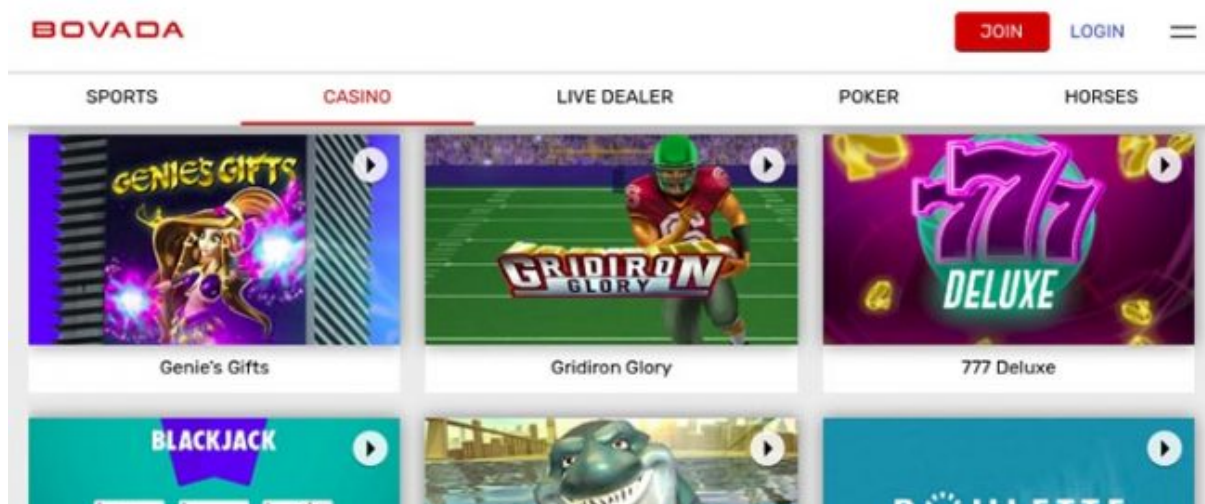 BOVADA
JOIN LOGIN
SPORTS CASINO LIVE DEALER POKER HORSES
GENIE'S GIFTS
GRIDIRON
GLORY
777
DELUXE
Genie's Gifts Gridiron Glory 777 Deluxe
BLACKJACK